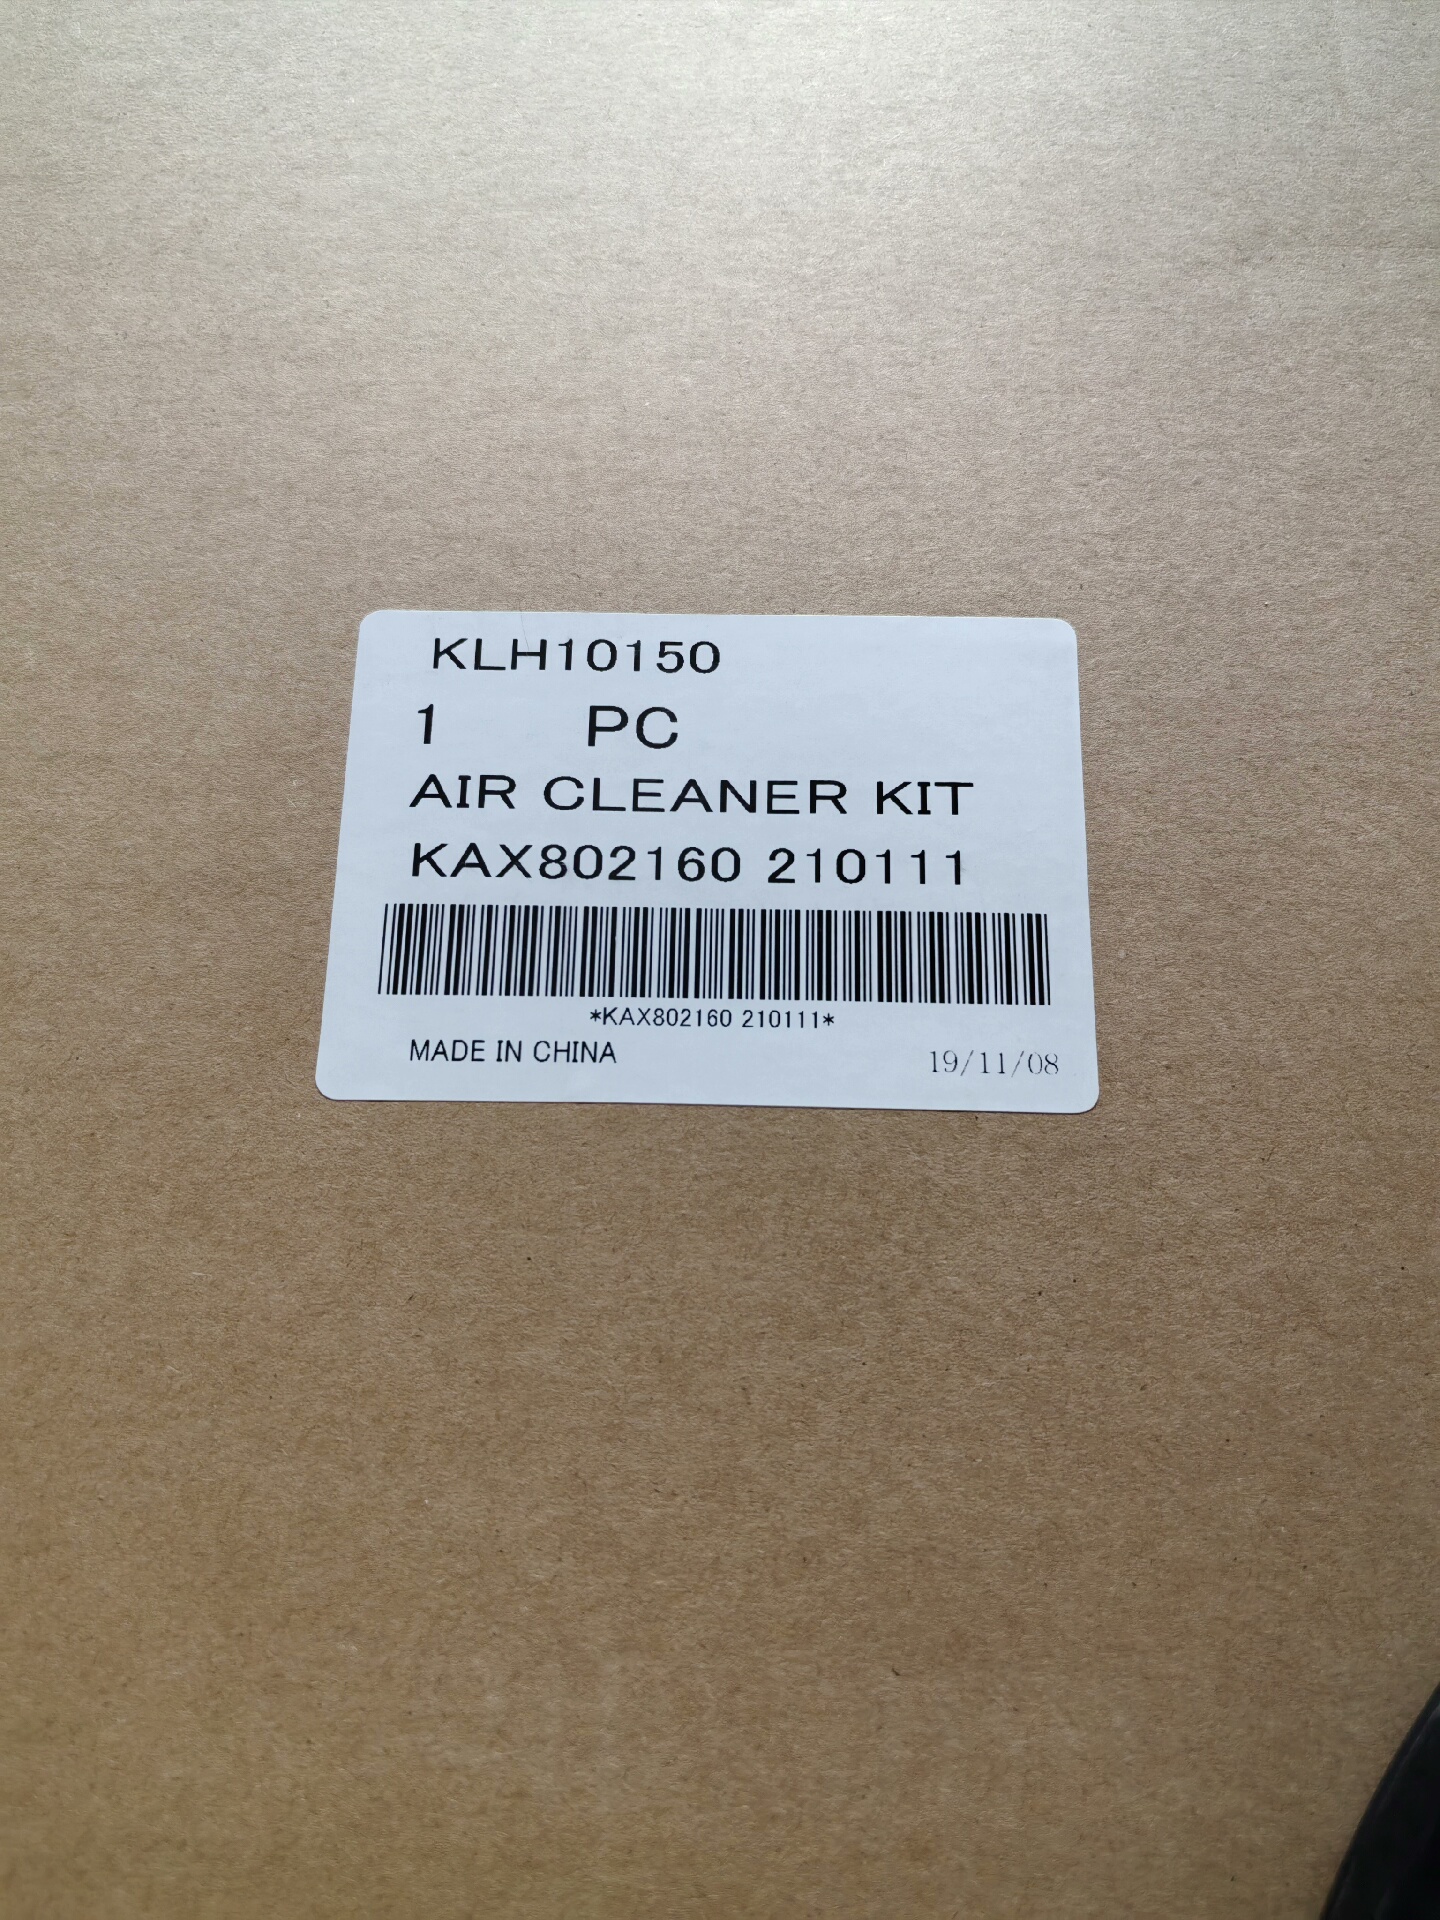 KLH10150
1 PC
AIR CLEANER KIT
KAX802160 210111
*KAX802160 210111*
MADE IN CHINA 19/11/08